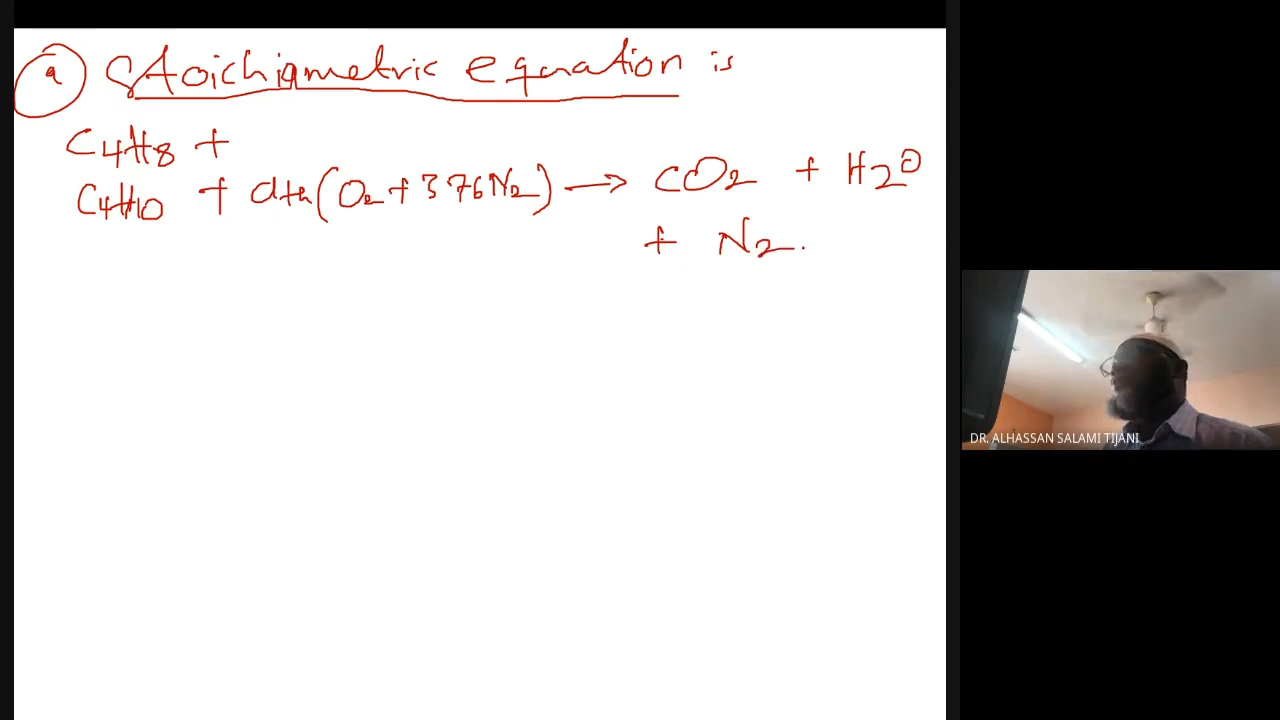 a Stoichiometric equation is
C4H8 +
C4H10 + ath(O2 + 3 76N2) → CO2 + H2O
+ N2.
DR. ALHASSAN SALAMI TIJANI